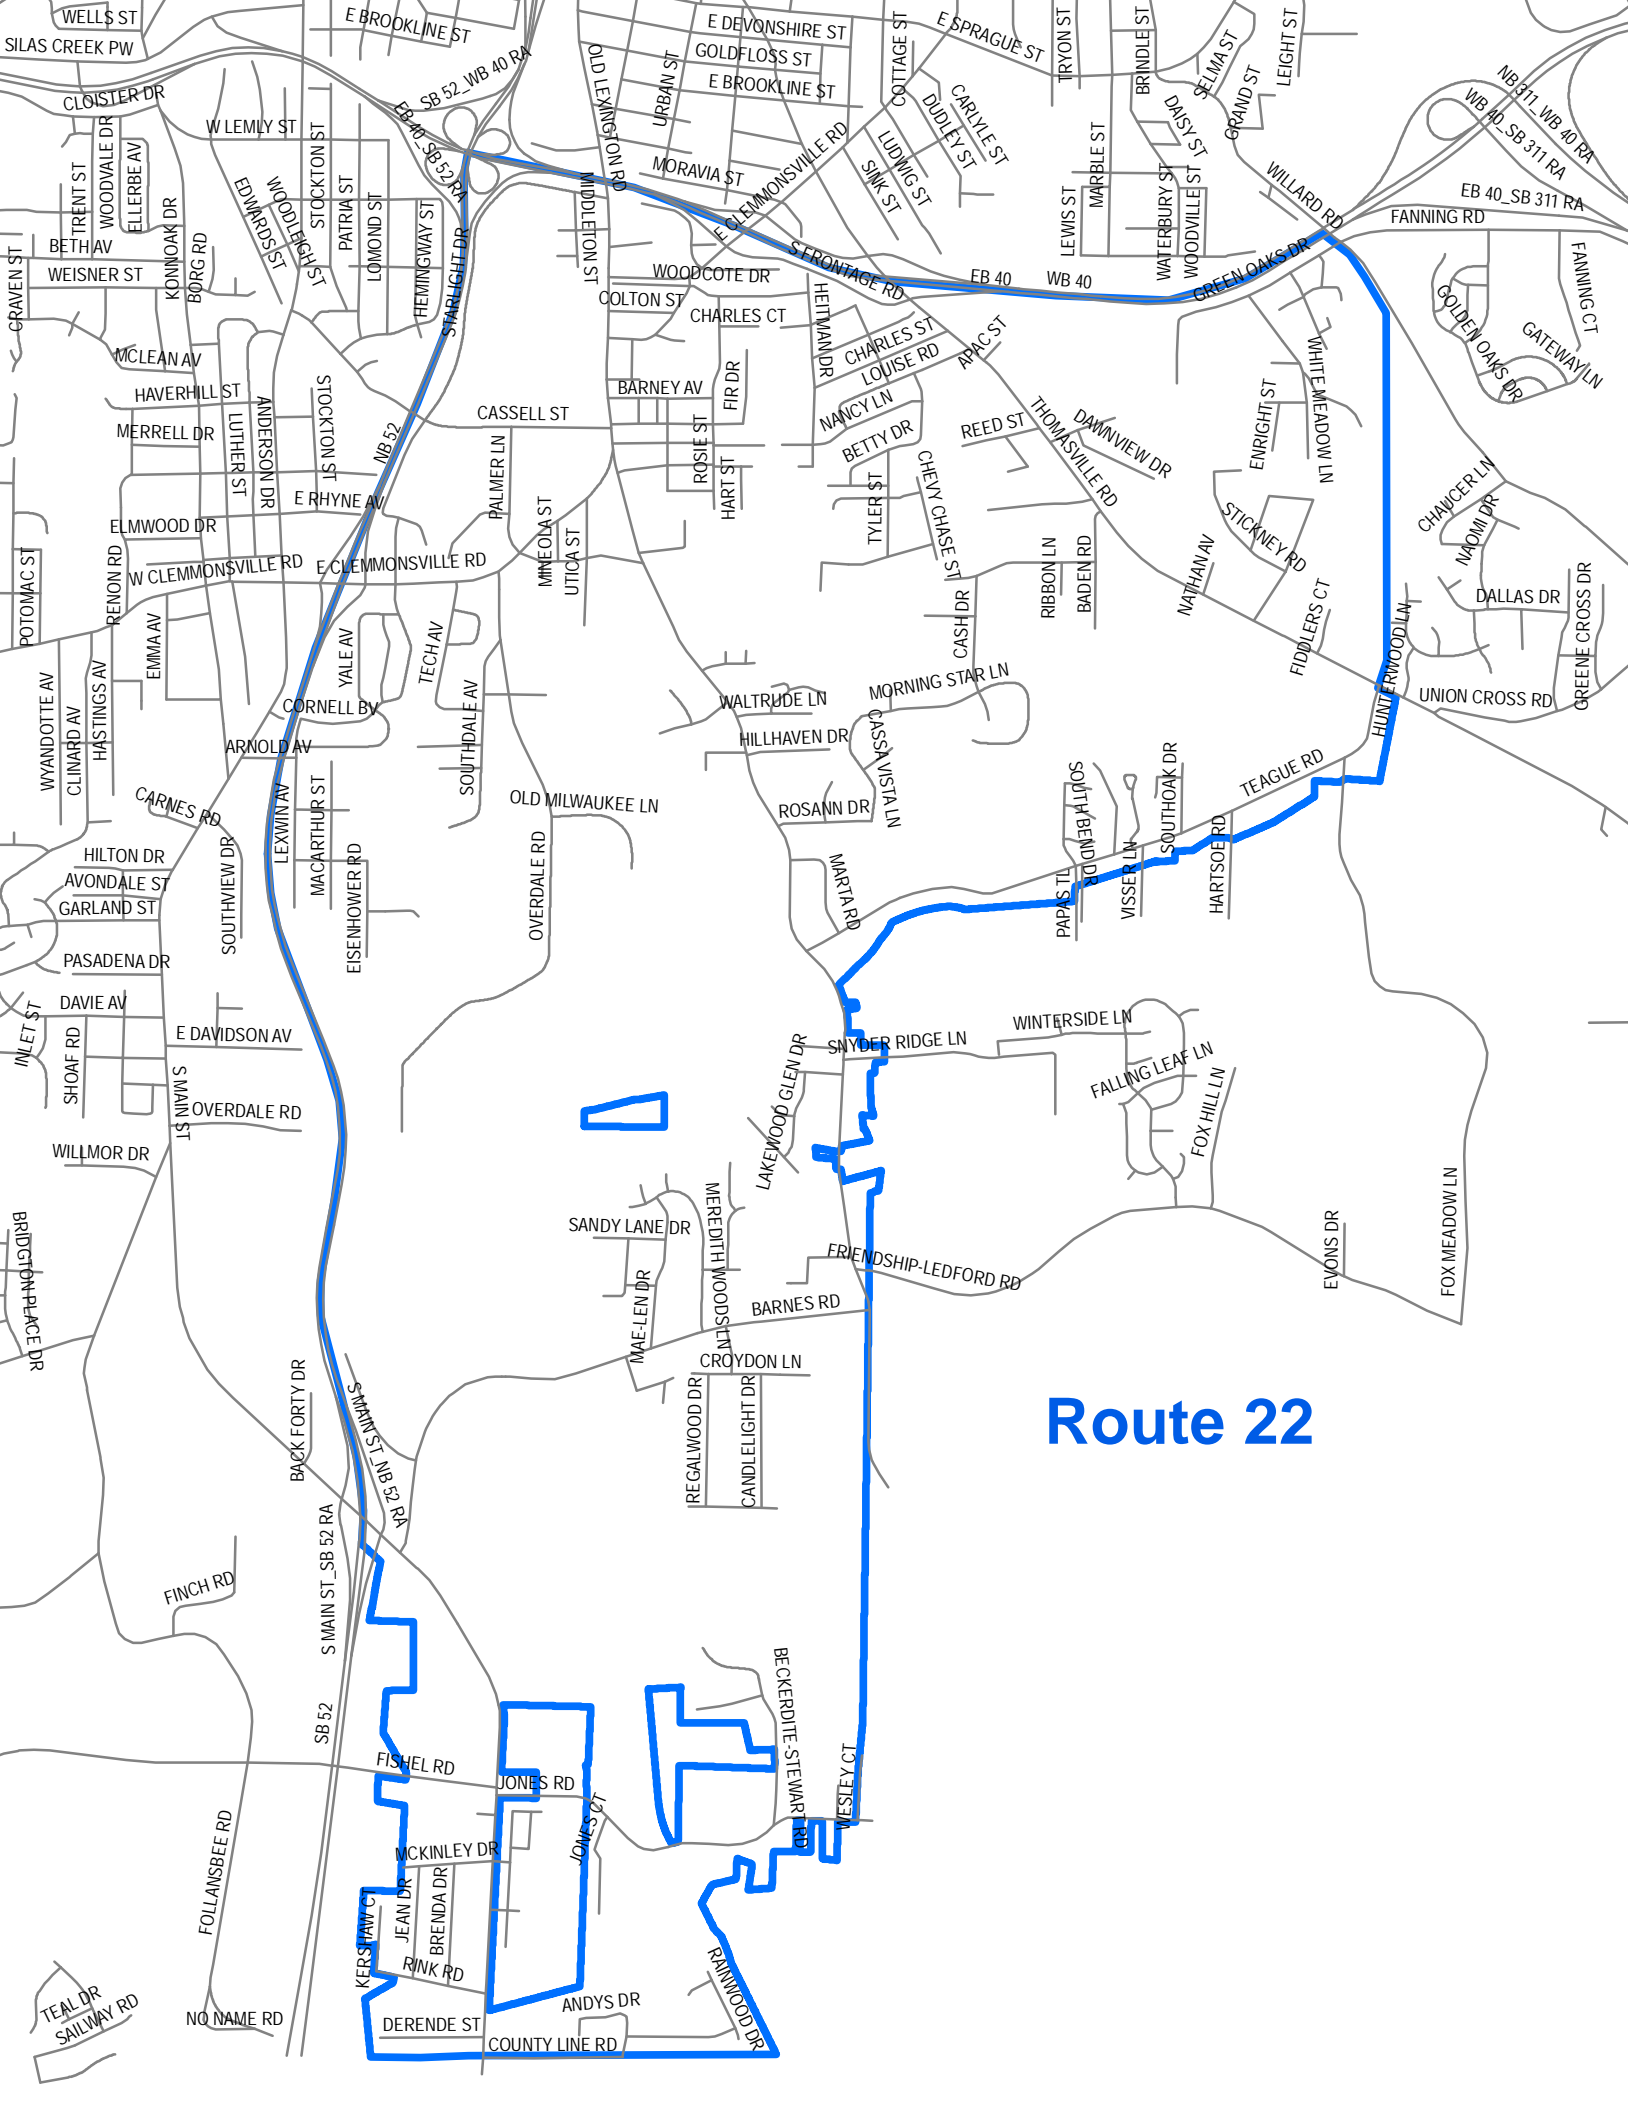 WELLS ST
E BROOKLINE ST
E DEVONSHIRE ST
E SPRAGUE ST
COTTAGE ST
TRYON ST
BRINDLE ST
SELMA ST
LEIGHT ST
SILAS CREEK PW
GOLDFLOSS ST
SB 52_WB 40 RA
OLD LEXINGTON RD
URBAN ST
E BROOKLINE ST
CLOISTER DR
EB 40_SB 52 RA
CARLYLE ST
DUDLEY ST
DAISY ST
GRAND ST
NB 311_WB 40 RA
WB 40_SB 311 RA
W LEMLY ST
STOCKTON ST
E CLEMMONSVILLE RD
LUDWIG ST
SINK ST
MARBLE ST
TRENT ST
WOODVALE DR
ELLERBE AV
MORAVIA ST
MIDDLETON ST
WILLARD RD
EB 40_SB 311 RA
FANNING RD
KONNOAK DR
BORG RD
EDWARDS ST
WOODLEIGH ST
PATRIA ST
LOMOND ST
HEMINGWAY ST
STARLIGHT DR
LEWIS ST
WATERBURY ST
WOODVILLE ST
CRAVEN ST
BETH AV
WEISNER ST
WOODCOTE DR
COLTON ST
S FRONTAGE RD
EB 40
WB 40
GREEN OAKS DR
FANNING CT
GOLDEN OAKS DR
GATEWAY LN
CHARLES CT
HEITMAN DR
CHARLES ST
LOUISE RD
APAC ST
MCLEAN AV
HAVERHILL ST
MERRELL DR
LUTHER ST
ANDERSON DR
STOCKTON ST
NB 52
CASSELL ST
BARNEY AV
FIR DR
ROSIE ST
HART ST
NANCY LN
BETTY DR
REED ST
THOMASVILLE RD
DAWNVIEW DR
ENRIGHT ST
WHITE MEADOW LN
CHAUCER LN
NAOMI DR
E RHYNE AV
PALMER LN
ELMWOOD DR
TYLER ST
CHEVY CHASE ST
STICKNEY RD
POTOMAC ST
RENON RD
W CLEMMONSVILLE RD
E CLEMMONSVILLE RD
MINEOLA ST
UTICA ST
RIBBON LN
BADEN RD
NATHAN AV
FIDDLERS CT
HUNTERWOOD LN
DALLAS DR
GREENE CROSS DR
EMMA AV
YALE AV
TECH AV
CASH DR
UNION CROSS RD
WYANDOTTE AV
CLINARD AV
HASTINGS AV
CORNELL BV
ARNOLD AV
SOUTHDALE AV
WALTRUDE LN
MORNING STAR LN
HILLHAVEN DR
CASSA VISTA LN
ROSANN DR
CARNES RD
LEXWIN AV
MACARTHUR ST
OLD MILWAUKEE LN
SOUTH BEND DR
SOUTHOAK DR
TEAGUE RD
HILTON DR
AVONDALE ST
GARLAND ST
SOUTHVIEW DR
EISENHOWER RD
OVERDALE RD
MARTA RD
PAPAS TL
VISSER LN
HARTSOE RD
PASADENA DR
DAVIE AV
INLET ST
SHOAF RD
E DAVIDSON AV
WINTERSIDE LN
SNYDER RIDGE LN
LAKEWOOD GLEN DR
FALLING LEAF LN
FOX HILL LN
S MAIN ST
OVERDALE RD
WILLMOR DR
FOX MEADOW LN
BRIDGTON PLACE DR
SANDY LANE DR
MEREDITH WOODS LN
FRIENDSHIP-LEDFORD RD
EVONS DR
MAE-LEN DR
BARNES RD
CROYDON LN
BACK FORTY DR
S MAIN ST_NB 52 RA
REGALWOOD DR
CANDLELIGHT DR
Route 22
S MAIN ST_SB 52 RA
FINCH RD
SB 52
BECKERDITE-STEWART RD
WESLEY CT
FISHEL RD
JONES RD
JONES CT
FOLLANSBEE RD
MCKINLEY DR
KERSHAW CT
JEAN DR
BRENDA DR
RINK RD
RAINWOOD DR
TEAL DR
SAILWAY RD
NO NAME RD
DERENDE ST
ANDYS DR
COUNTY LINE RD